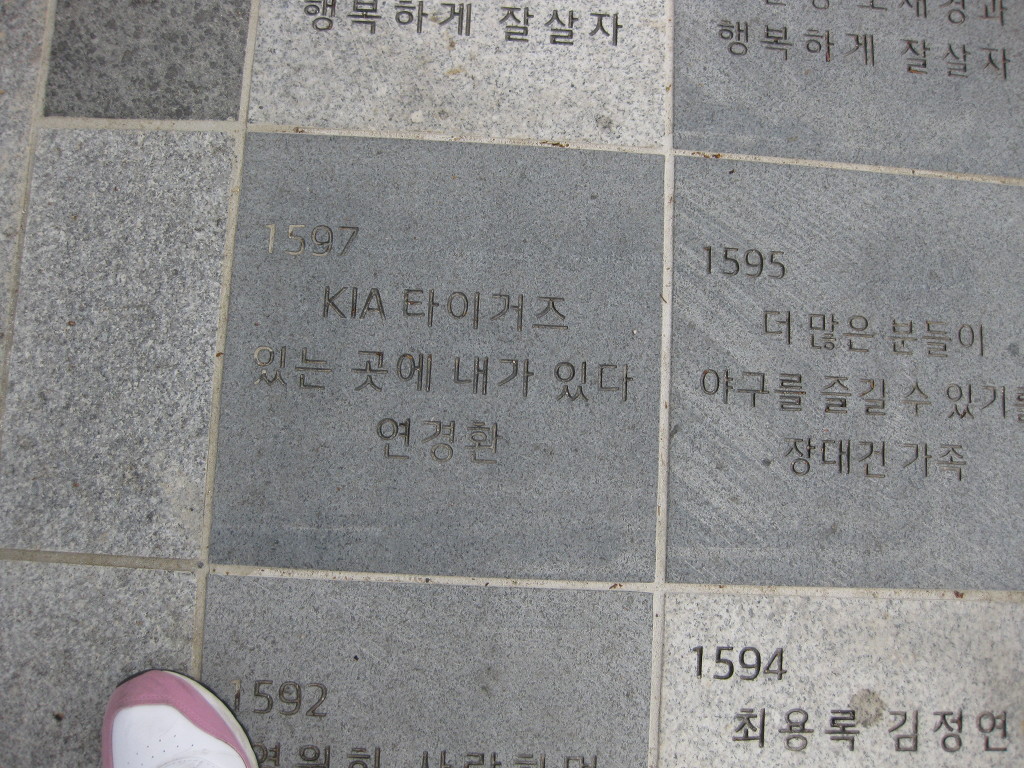 행복하게 잘살자
행복하게 잘살자
1597
KIA 타이거즈
있는 곳에 내가 있다
연경환
1595
더 많은 분들이
야구를 즐길 수 있기를
장대건 가족
1592
1594
최용록 김정연